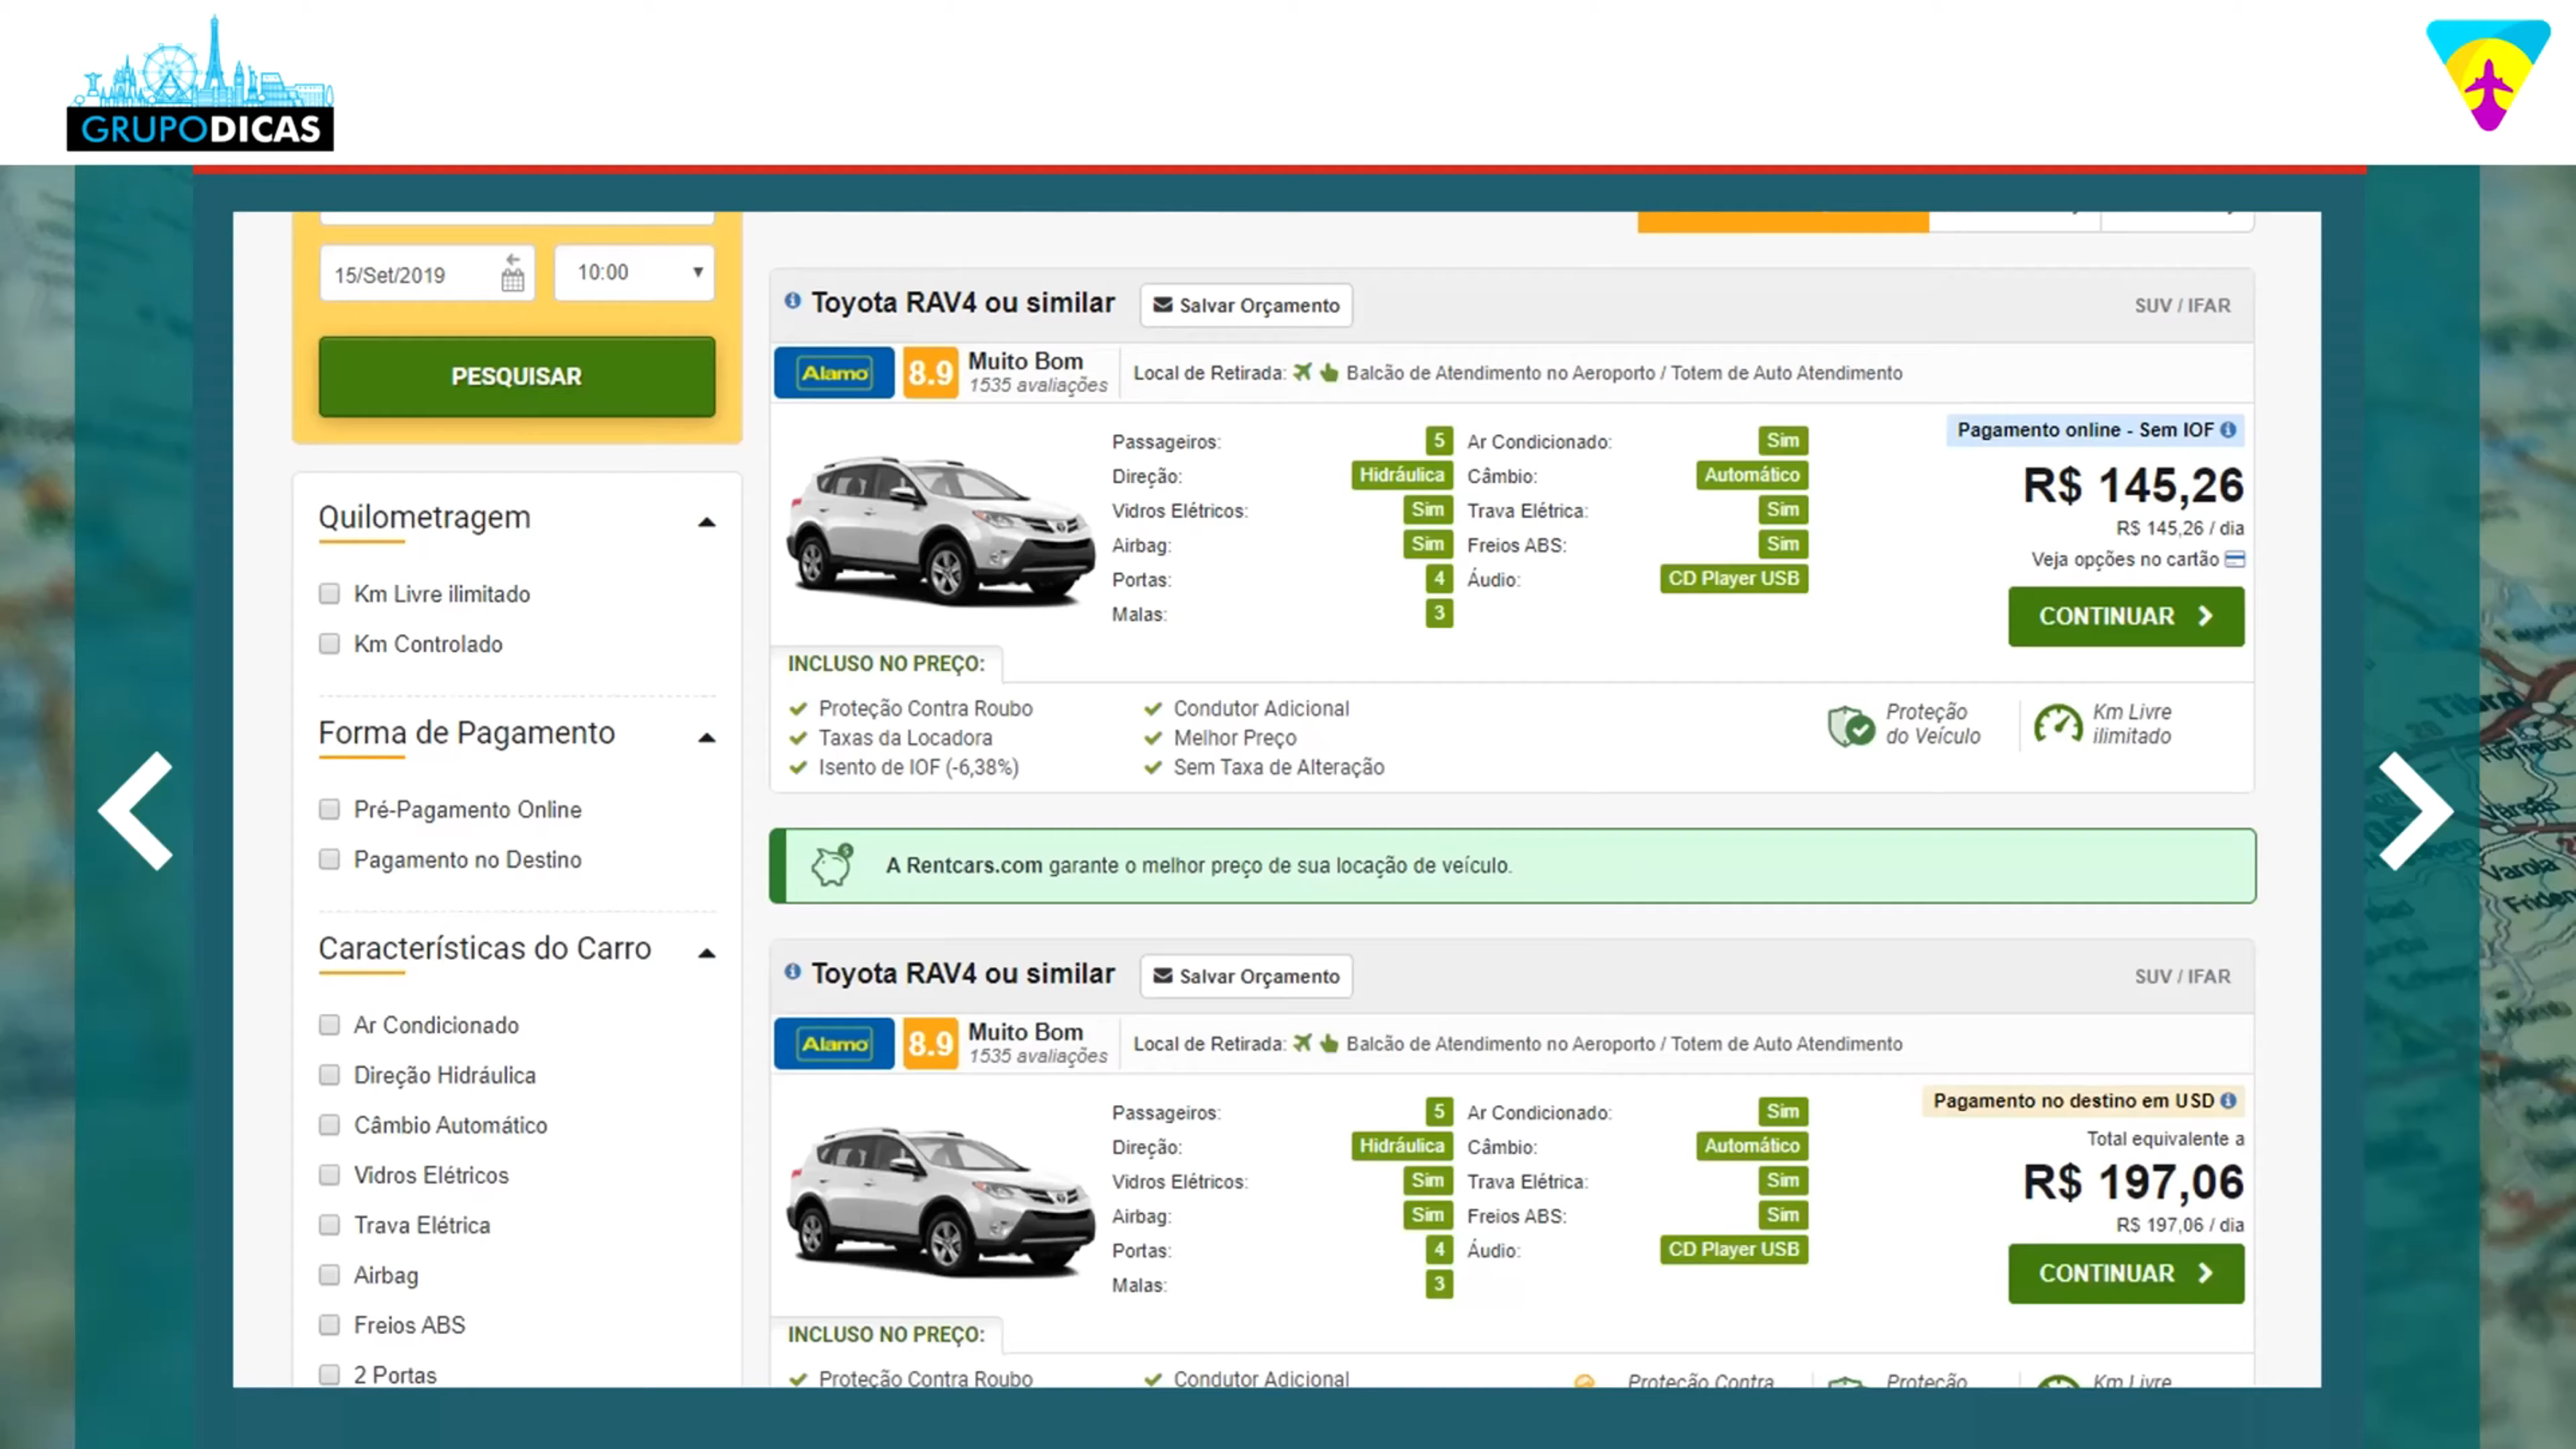 GRUPODICAS
15/Set/2019
10:00
PESQUISAR
Quilometragem
Km Livre ilimitado
Km Controlado
Forma de Pagamento
Pré-Pagamento Online
Pagamento no Destino
Características do Carro
Ar Condicionado
Direção Hidráulica
Câmbio Automático
Vidros Elétricos
Trava Elétrica
Airbag
Freios ABS
2 Portas
Toyota RAV4 ou similar
Salvar Orçamento
SUV / IFAR
Alamo
8.9
Muito Bom
1535 avaliações
Local de Retirada: Balcão de Atendimento no Aeroporto / Totem de Auto Atendimento
Passageiros: 5
Direção: Hidráulica
Vidros Elétricos: Sim
Airbag: Sim
Portas: 4
Malas: 3
Ar Condicionado: Sim
Câmbio: Automático
Trava Elétrica: Sim
Freios ABS: Sim
Áudio: CD Player USB
Pagamento online - Sem IOF
R$ 145,26
R$ 145,26 / dia
Veja opções no cartão
CONTINUAR
INCLUSO NO PREÇO:
Proteção Contra Roubo
Taxas da Locadora
Isento de IOF (-6,38%)
Condutor Adicional
Melhor Preço
Sem Taxa de Alteração
Proteção
do Veículo
Km Livre
ilimitado
A Rentcars.com garante o melhor preço de sua locação de veículo.
Toyota RAV4 ou similar
Salvar Orçamento
SUV / IFAR
Alamo
8.9
Muito Bom
1535 avaliações
Local de Retirada: Balcão de Atendimento no Aeroporto / Totem de Auto Atendimento
Passageiros: 5
Direção: Hidráulica
Vidros Elétricos: Sim
Airbag: Sim
Portas: 4
Malas: 3
Ar Condicionado: Sim
Câmbio: Automático
Trava Elétrica: Sim
Freios ABS: Sim
Áudio: CD Player USB
Pagamento no destino em USD
Total equivalente a
R$ 197,06
R$ 197,06 / dia
CONTINUAR
INCLUSO NO PREÇO:
Proteção Contra Roubo
Condutor Adicional
Proteção Contra
Proteção
Km Livre
Varola